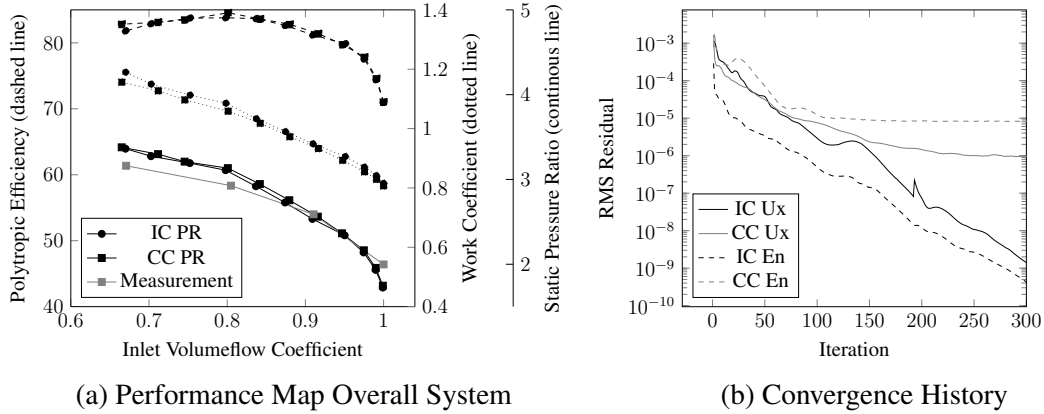 Polytropic Efficiency (dashed line)
90
80
70
60
50
40
0.6
0.7
0.8
0.9
1
Inlet Volumeflow Coefficient
IC PR
CC PR
Measurement
1.4
1.2
1
0.8
0.6
0.4
Work Coefficient (dotted line)
5
4
3
2
Static Pressure Ratio (continous line)
(a) Performance Map Overall System
RMS Residual
10−3
10−4
10−5
10−6
10−7
10−8
10−9
10−10
0
50
100
150
200
250
300
Iteration
IC Ux
CC Ux
IC En
CC En
(b) Convergence History